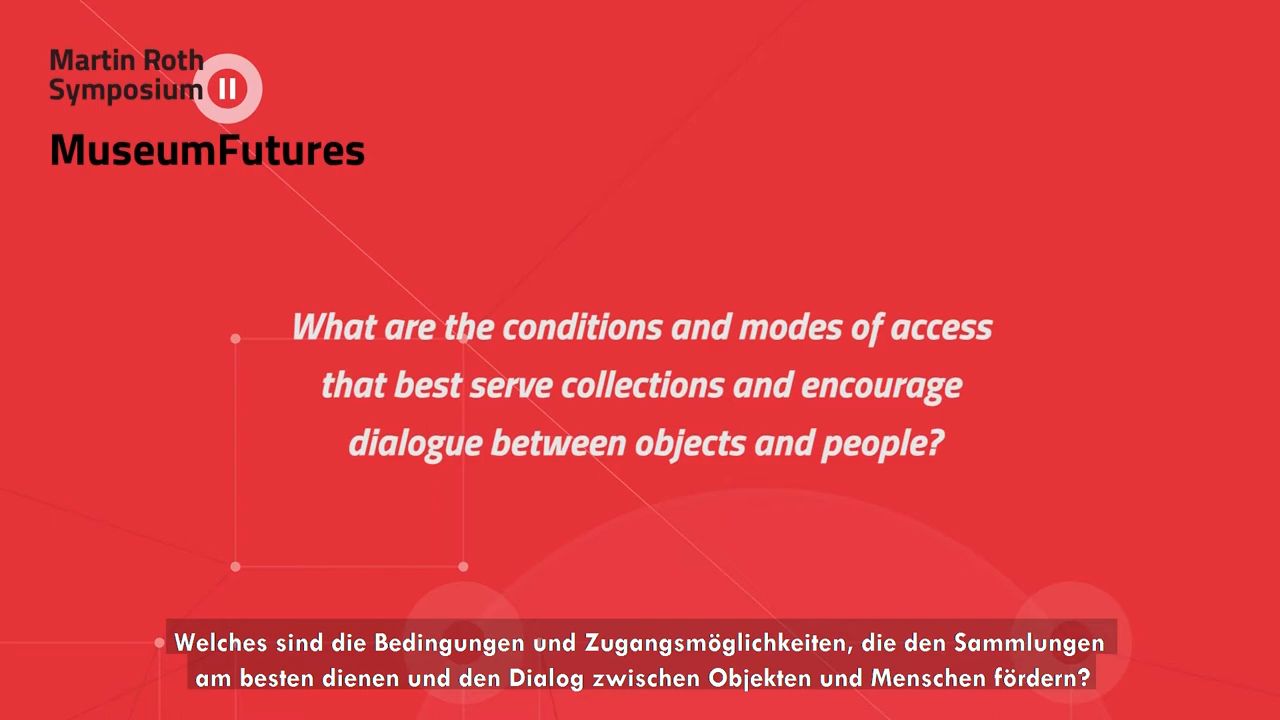 Martin Roth
Symposium II
MuseumFutures
What are the conditions and modes of access
that best serve collections and encourage
dialogue between objects and people?
Welches sind die Bedingungen und Zugangsmöglichkeiten, die den Sammlungen
am besten dienen und den Dialog zwischen Objekten und Menschen fördern?